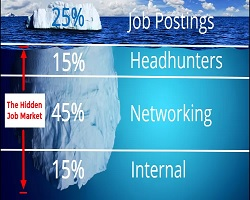 25% Job Postings
15% Headhunters
The Hidden
Job Market
45% Networking
15% Internal